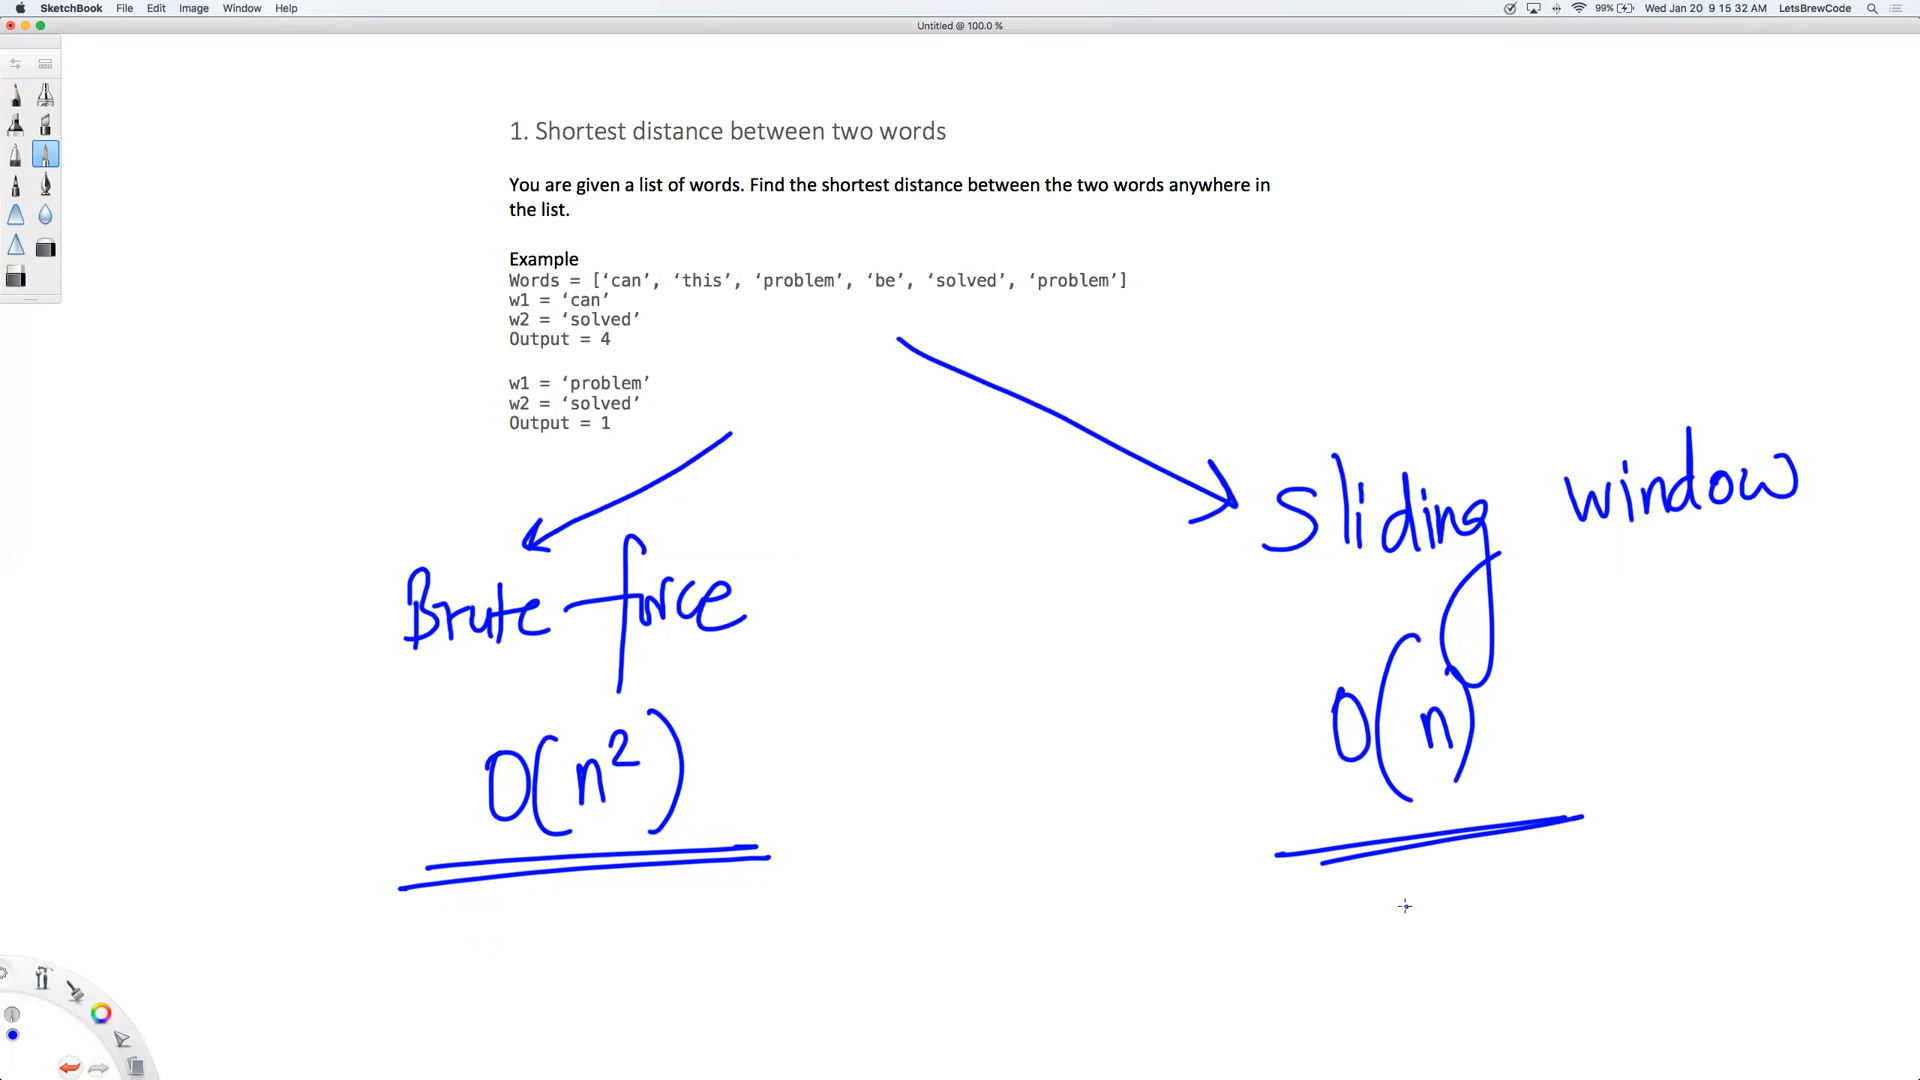 SketchBook File Edit Image Window Help 99% Wed Jan 20 9 15 32 AM LetsBrewCode
Untitled @ 100.0 %
1. Shortest distance between two words
You are given a list of words. Find the shortest distance between the two words anywhere in
the list.
Example
Words = [‘can’, ‘this’, ‘problem’, ‘be’, ‘solved’, ‘problem’]
w1 = ‘can’
w2 = ‘solved’
Output = 4
w1 = ‘problem’
w2 = ‘solved’
Output = 1
Brute force
O(n²)
Sliding window
O(n)